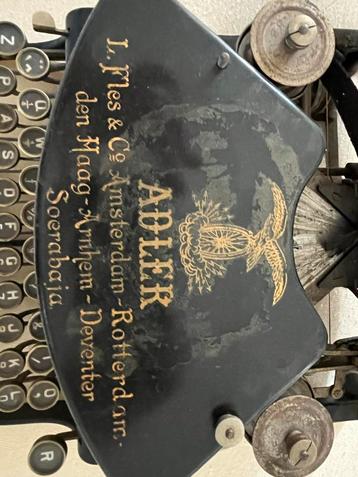 ADLER
L. Fles & Co Amsterdam-Rotterdam-
den Haag-Arnhem-Deventer
Soerabaja
A S D F G H J K L